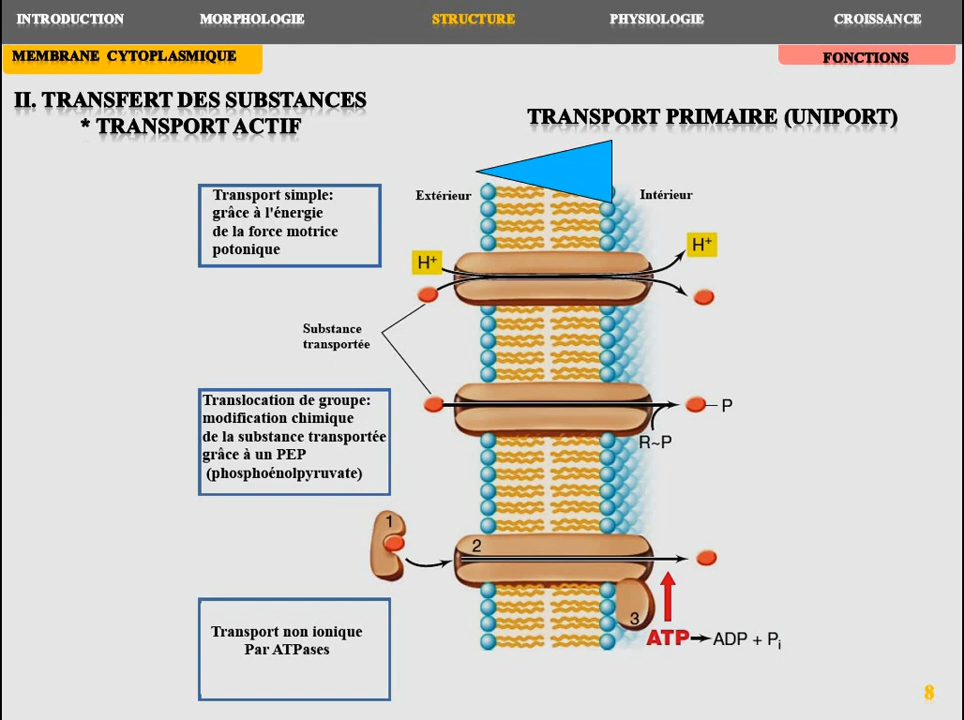 INTRODUCTION
MORPHOLOGIE
STRUCTURE
PHYSIOLOGIE
CROISSANCE
MEMBRANE CYTOPLASMIQUE
FONCTIONS
II. TRANSFERT DES SUBSTANCES
* TRANSPORT ACTIF
TRANSPORT PRIMAIRE (UNIPORT)
Transport simple:
grâce à l'énergie
de la force motrice
potonique
Extérieur
Intérieur
H+
H+
Substance
transportée
Translocation de groupe:
modification chimique
de la substance transportée
grâce à un PEP
(phosphoénolpyruvate)
P
R~P
1
2
3
ATP
ADP + Pi
Transport non ionique
Par ATPases
8